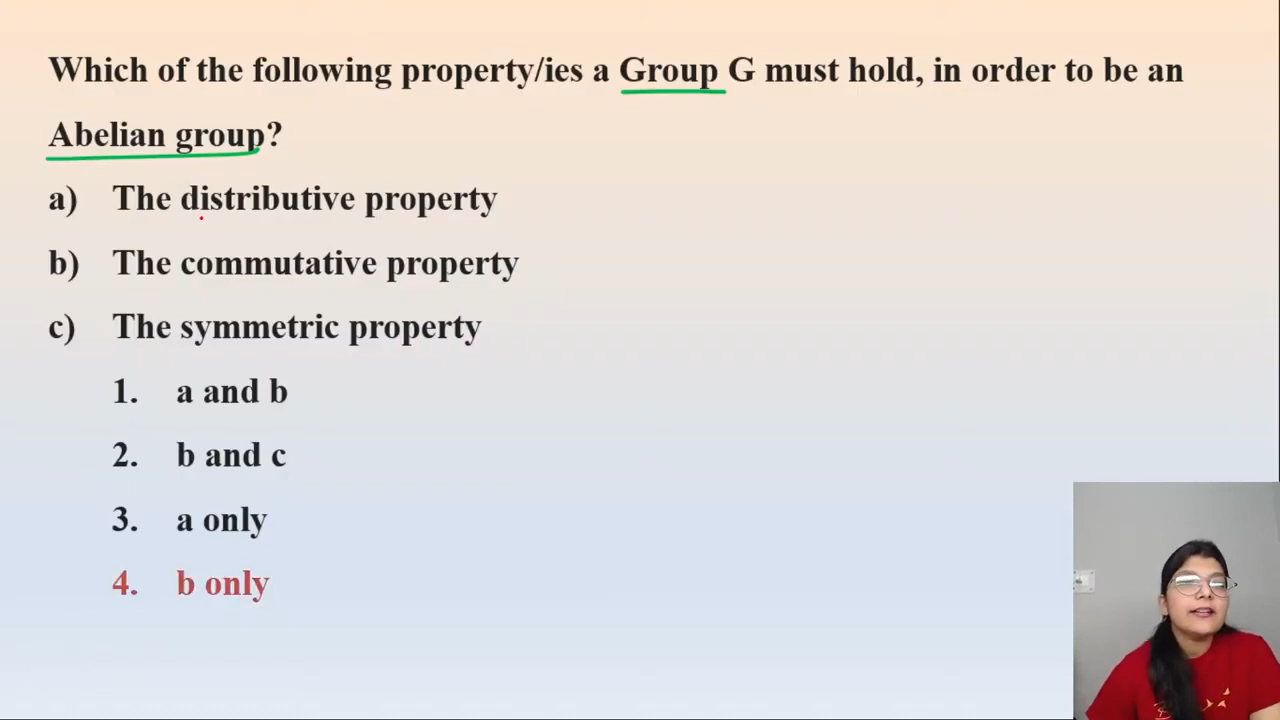 Which of the following property/ies a Group G must hold, in order to be an
Abelian group?
a) The distributive property
b) The commutative property
c) The symmetric property
1. a and b
2. b and c
3. a only
4. b only